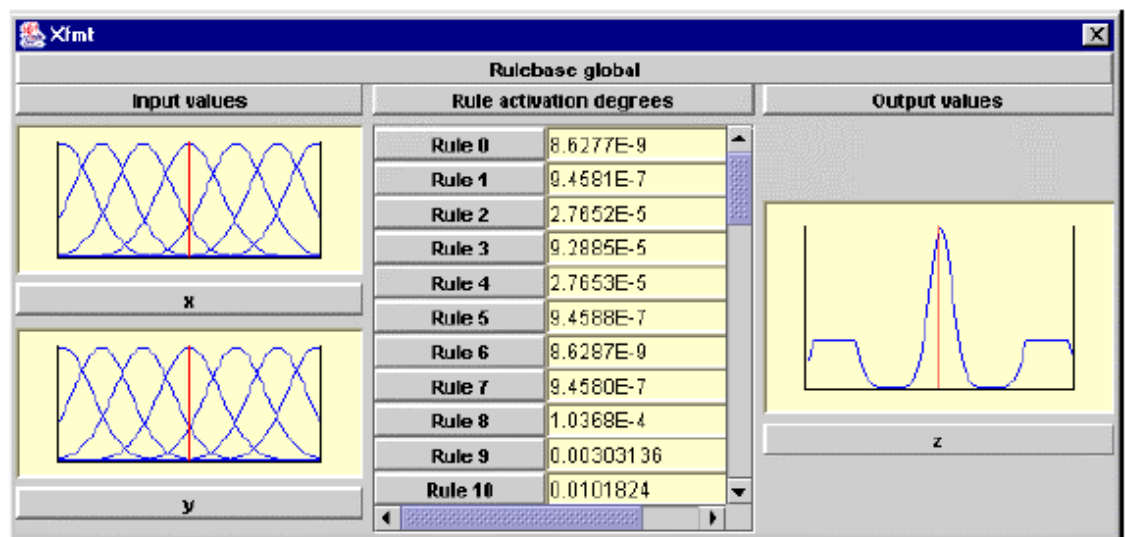 Xfmt
Rulebase global
Input values
Rule activation degrees
Output values
Rule 0 8.6277E-9
Rule 1 9.4581E-7
Rule 2 2.7652E-5
Rule 3 9.2885E-5
Rule 4 2.7653E-5
Rule 5 9.4588E-7
Rule 6 8.6287E-9
Rule 7 9.4580E-7
Rule 8 1.0368E-4
Rule 9 0.00303136
Rule 10 0.0101824
x
y
z